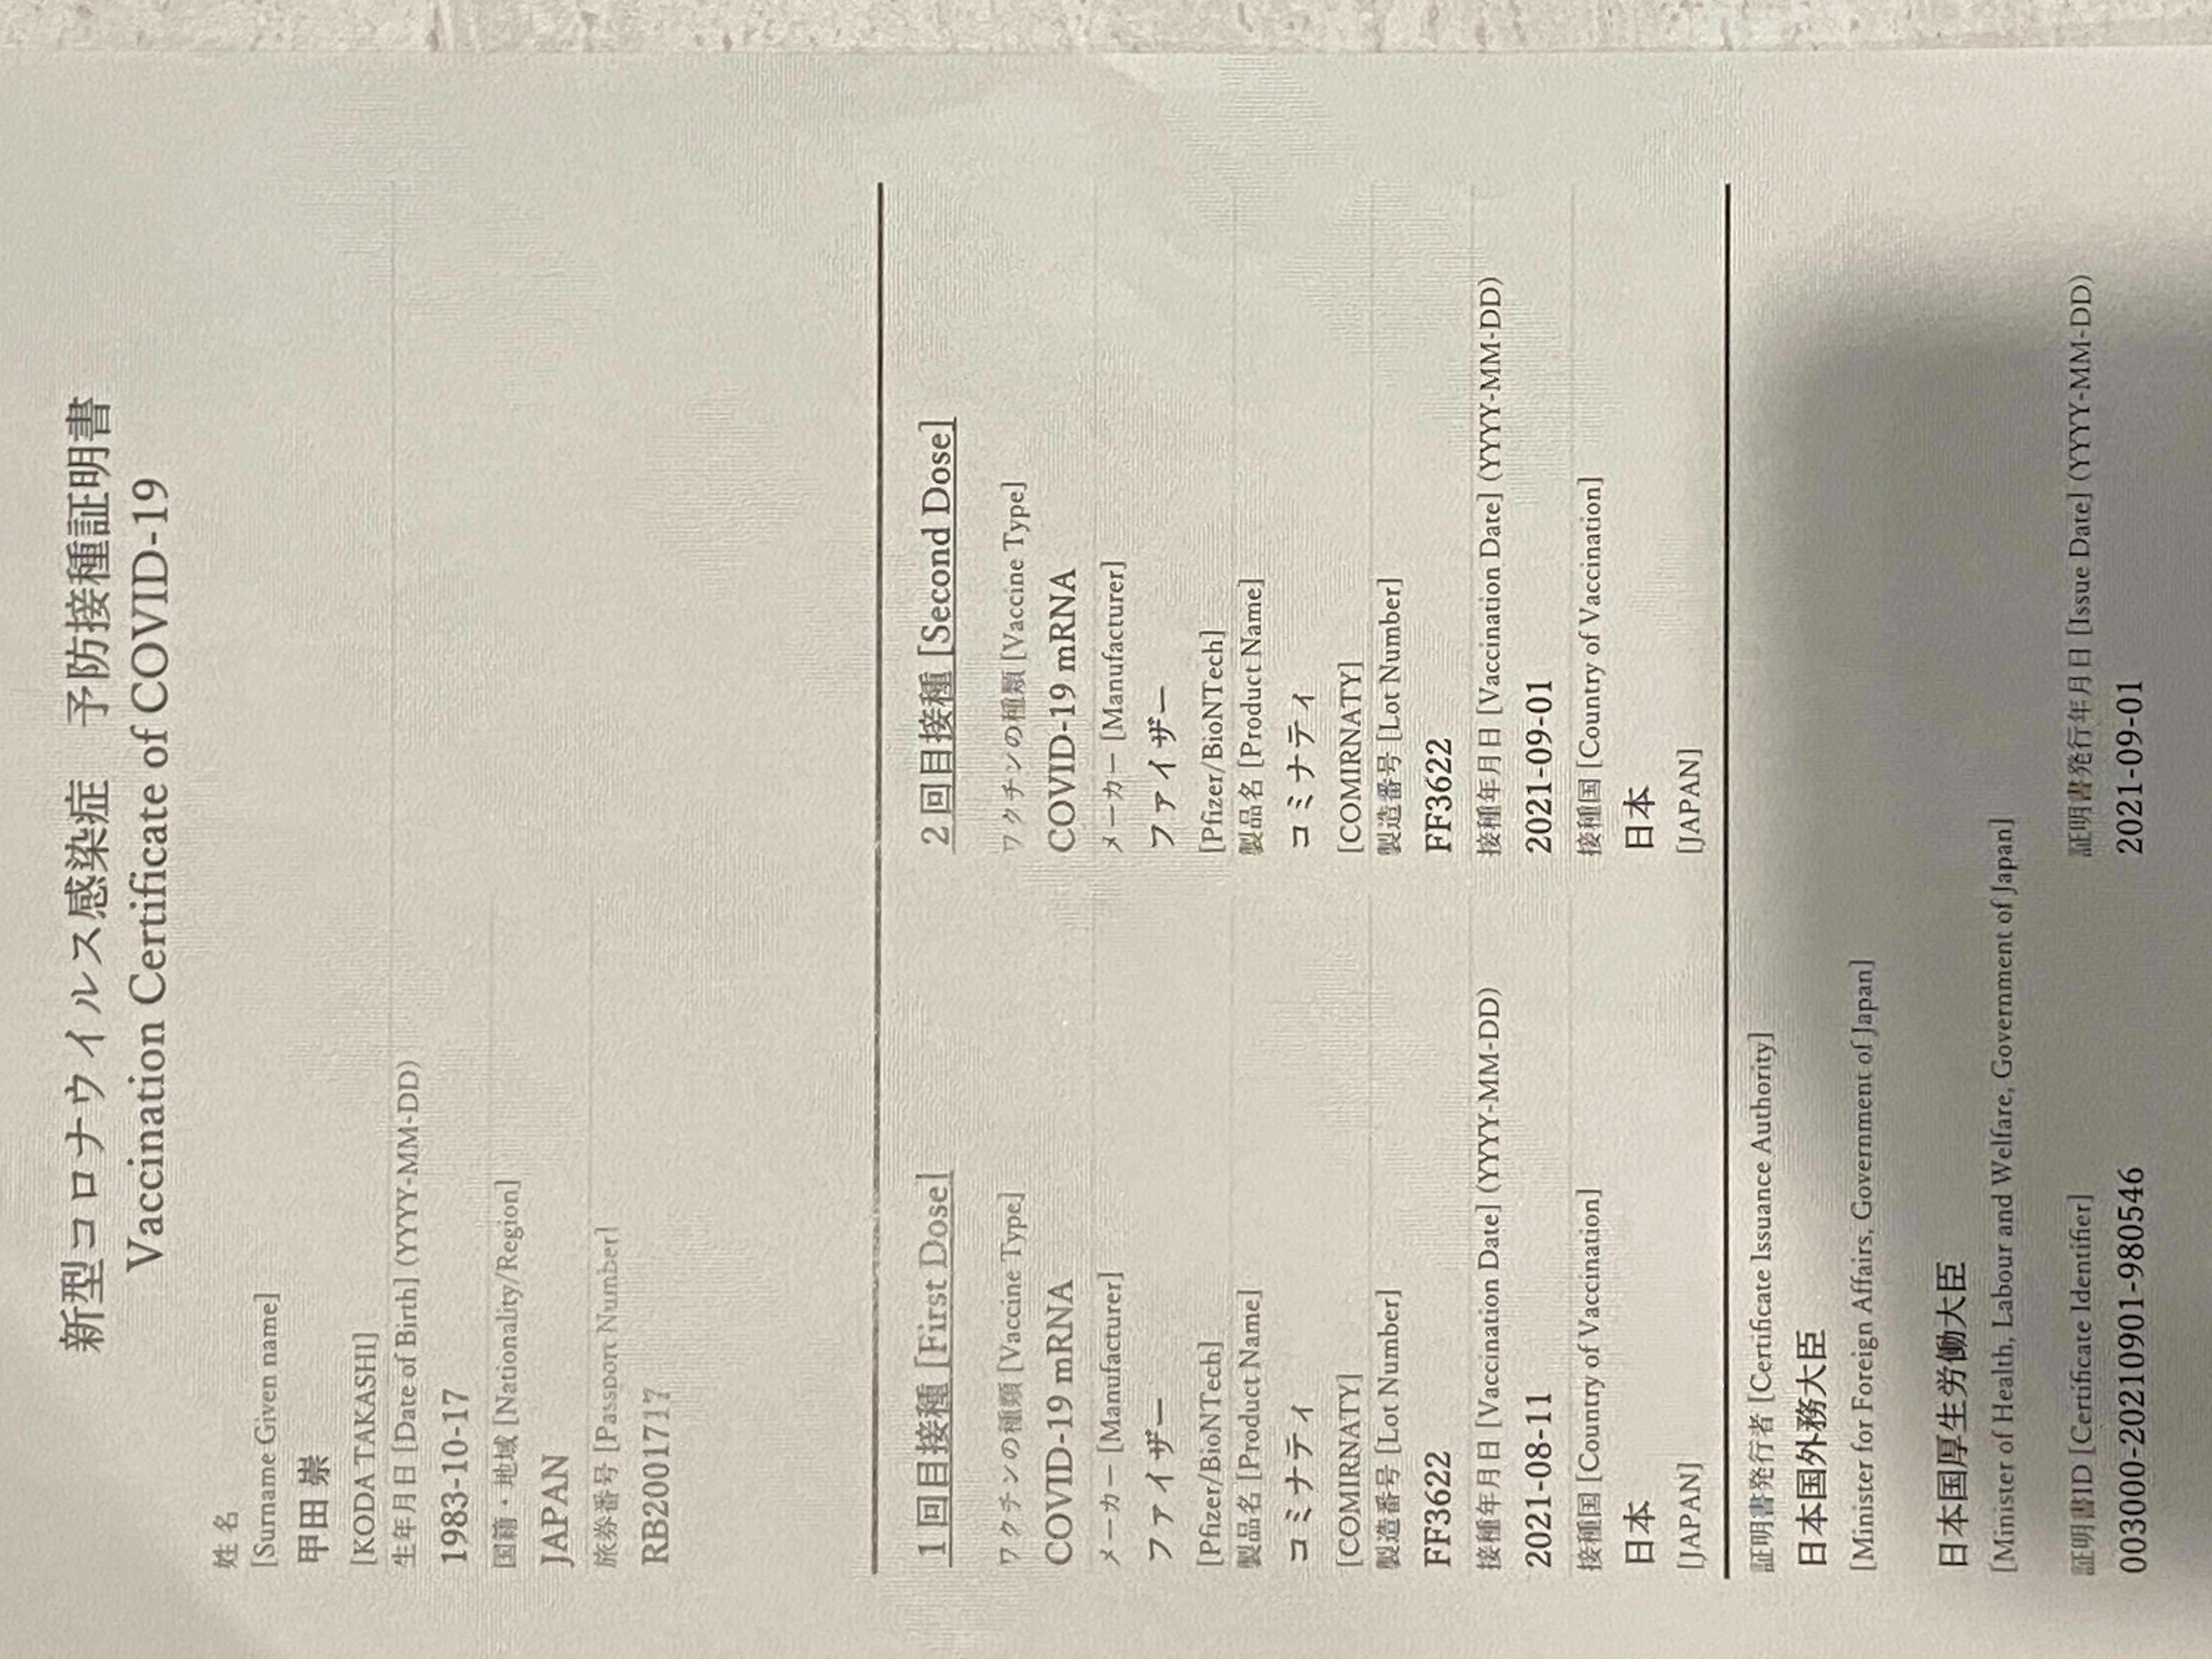 新型コロナウイルス感染症　予防接種証明書
Vaccination Certificate of COVID-19
姓 名
[Surname Given name]
甲田 崇
[KODA TAKASHI]
生年月日 [Date of Birth] (YYYY-MM-DD)
1983-10-17
国籍・地域 [Nationality/Region]
JAPAN
旅券番号 [Passport Number]
RB2001717
1 回目接種 [First Dose]
ワクチンの種類 [Vaccine Type]
COVID-19 mRNA
メーカー [Manufacturer]
ファイザー
[Pfizer/BioNTech]
製品名 [Product Name]
コミナティ
[COMIRNATY]
製造番号 [Lot Number]
FF3622
接種年月日 [Vaccination Date] (YYYY-MM-DD)
2021-08-11
接種国 [Country of Vaccination]
日本
[JAPAN]
2 回目接種 [Second Dose]
ワクチンの種類 [Vaccine Type]
COVID-19 mRNA
メーカー [Manufacturer]
ファイザー
[Pfizer/BioNTech]
製品名 [Product Name]
コミナティ
[COMIRNATY]
製造番号 [Lot Number]
FF3622
接種年月日 [Vaccination Date] (YYYY-MM-DD)
2021-09-01
接種国 [Country of Vaccination]
日本
[JAPAN]
証明書発行者 [Certificate Issuance Authority]
日本国外務大臣
[Minister for Foreign Affairs, Government of Japan]
日本国厚生労働大臣
[Minister of Health, Labour and Welfare, Government of Japan]
証明書ID [Certificate Identifier]
003000-20210901-980546
証明書発行年月日 [Issue Date] (YYYY-MM-DD)
2021-09-01